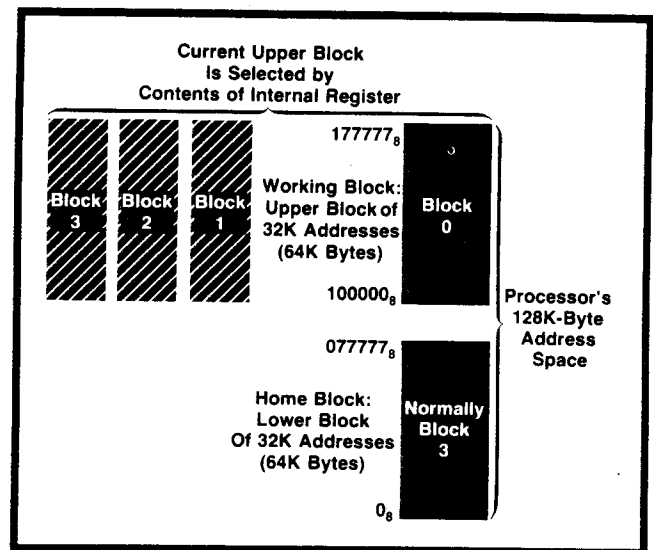 Current Upper Block
Is Selected by
Contents of Internal Register
Block
3
Block
2
Block
1
177777₈
Working Block:
Upper Block of
32K Addresses
(64K Bytes)
100000₈
Block
0
Processor's
128K-Byte
Address
Space
077777₈
Home Block:
Lower Block
Of 32K Addresses
(64K Bytes)
0₈
Normally
Block
3